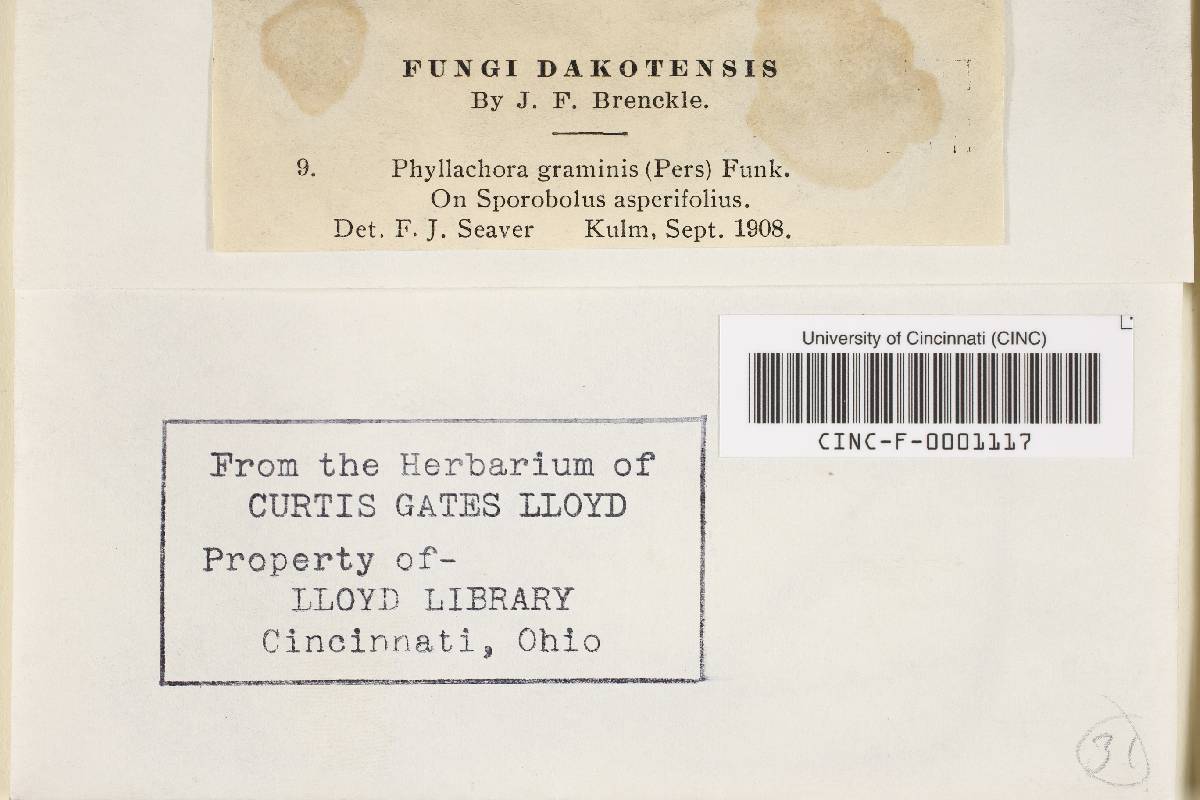 FUNGI DAKOTENSIS
By J. F. Brenckle.
9. Phyllachora graminis (Pers) Funk.
On Sporobolus asperifolius.
Det. F. J. Seaver Kulm, Sept. 1908.
University of Cincinnati (CINC)
CINC-F-0001117
From the Herbarium of
CURTIS GATES LLOYD
Property of-
LLOYD LIBRARY
Cincinnati, Ohio
31